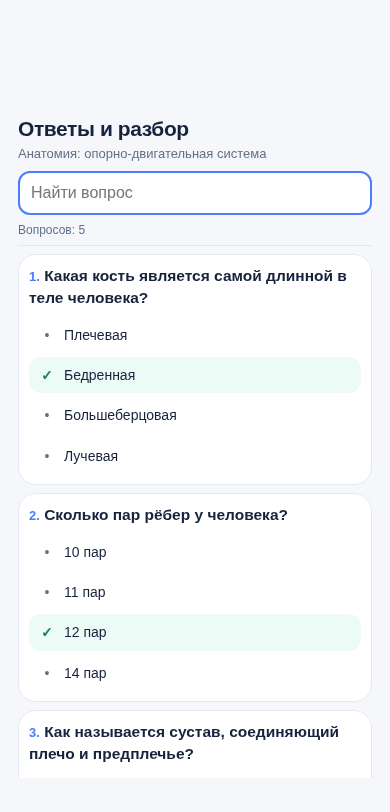 Ответы и разбор
Анатомия: опорно-двигательная система
Найти вопрос
Вопросов: 5
1. Какая кость является самой длинной в
теле человека?
• Плечевая
✓ Бедренная
• Большеберцовая
• Лучевая
2. Сколько пар рёбер у человека?
• 10 пар
• 11 пар
✓ 12 пар
• 14 пар
3. Как называется сустав, соединяющий
плечо и предплечье?